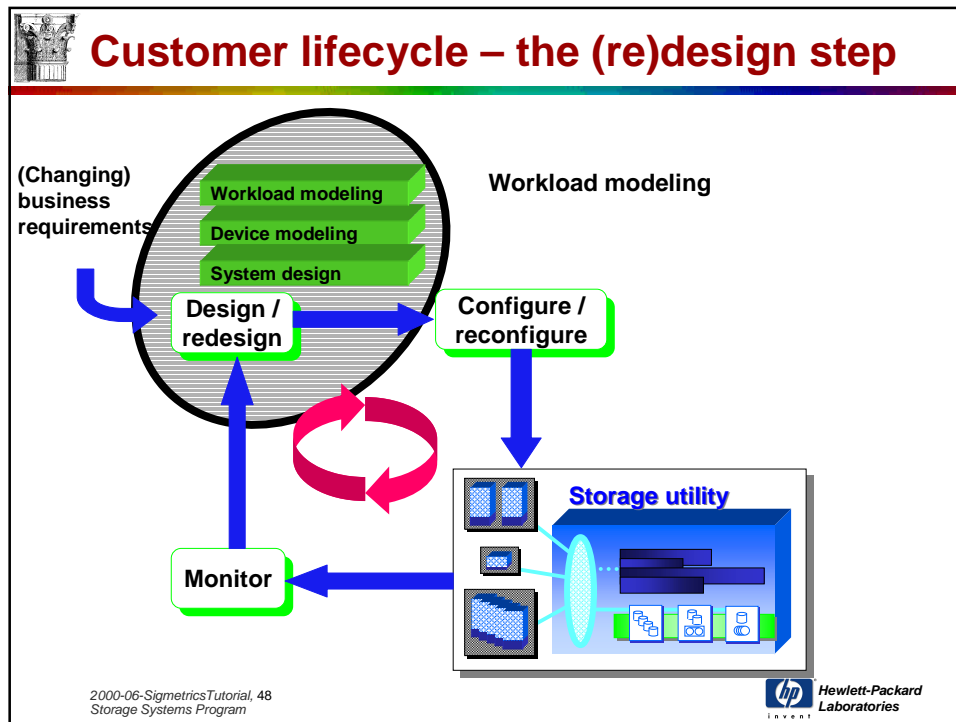 Customer lifecycle – the (re)design step
(Changing)
business
requirements
Workload modeling
Device modeling
System design
Workload modeling
Design /
redesign
Configure /
reconfigure
Storage utility
Monitor
2000-06-SigmetricsTutorial, 48
Storage Systems Program
hp
invent
Hewlett-Packard
Laboratories